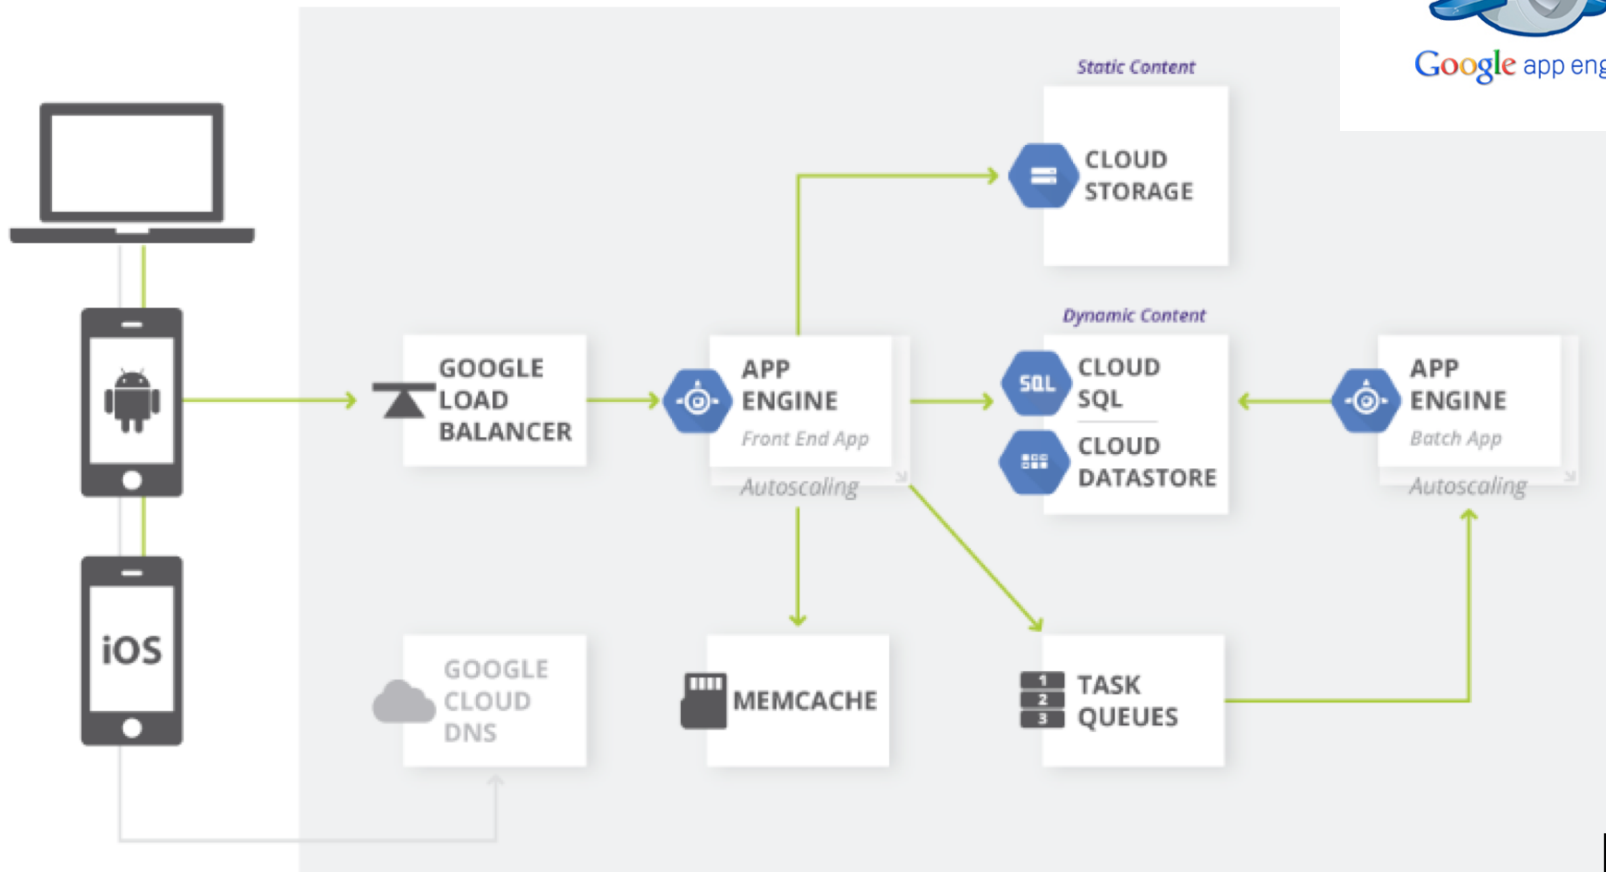 Google app eng
Static Content
CLOUD
STORAGE
Dynamic Content
GOOGLE
LOAD
BALANCER
APP
ENGINE
Front End App
Autoscaling
SQL
CLOUD
SQL
CLOUD
DATASTORE
APP
ENGINE
Batch App
Autoscaling
iOS
GOOGLE
CLOUD
DNS
MEMCACHE
1
2
3
TASK
QUEUES